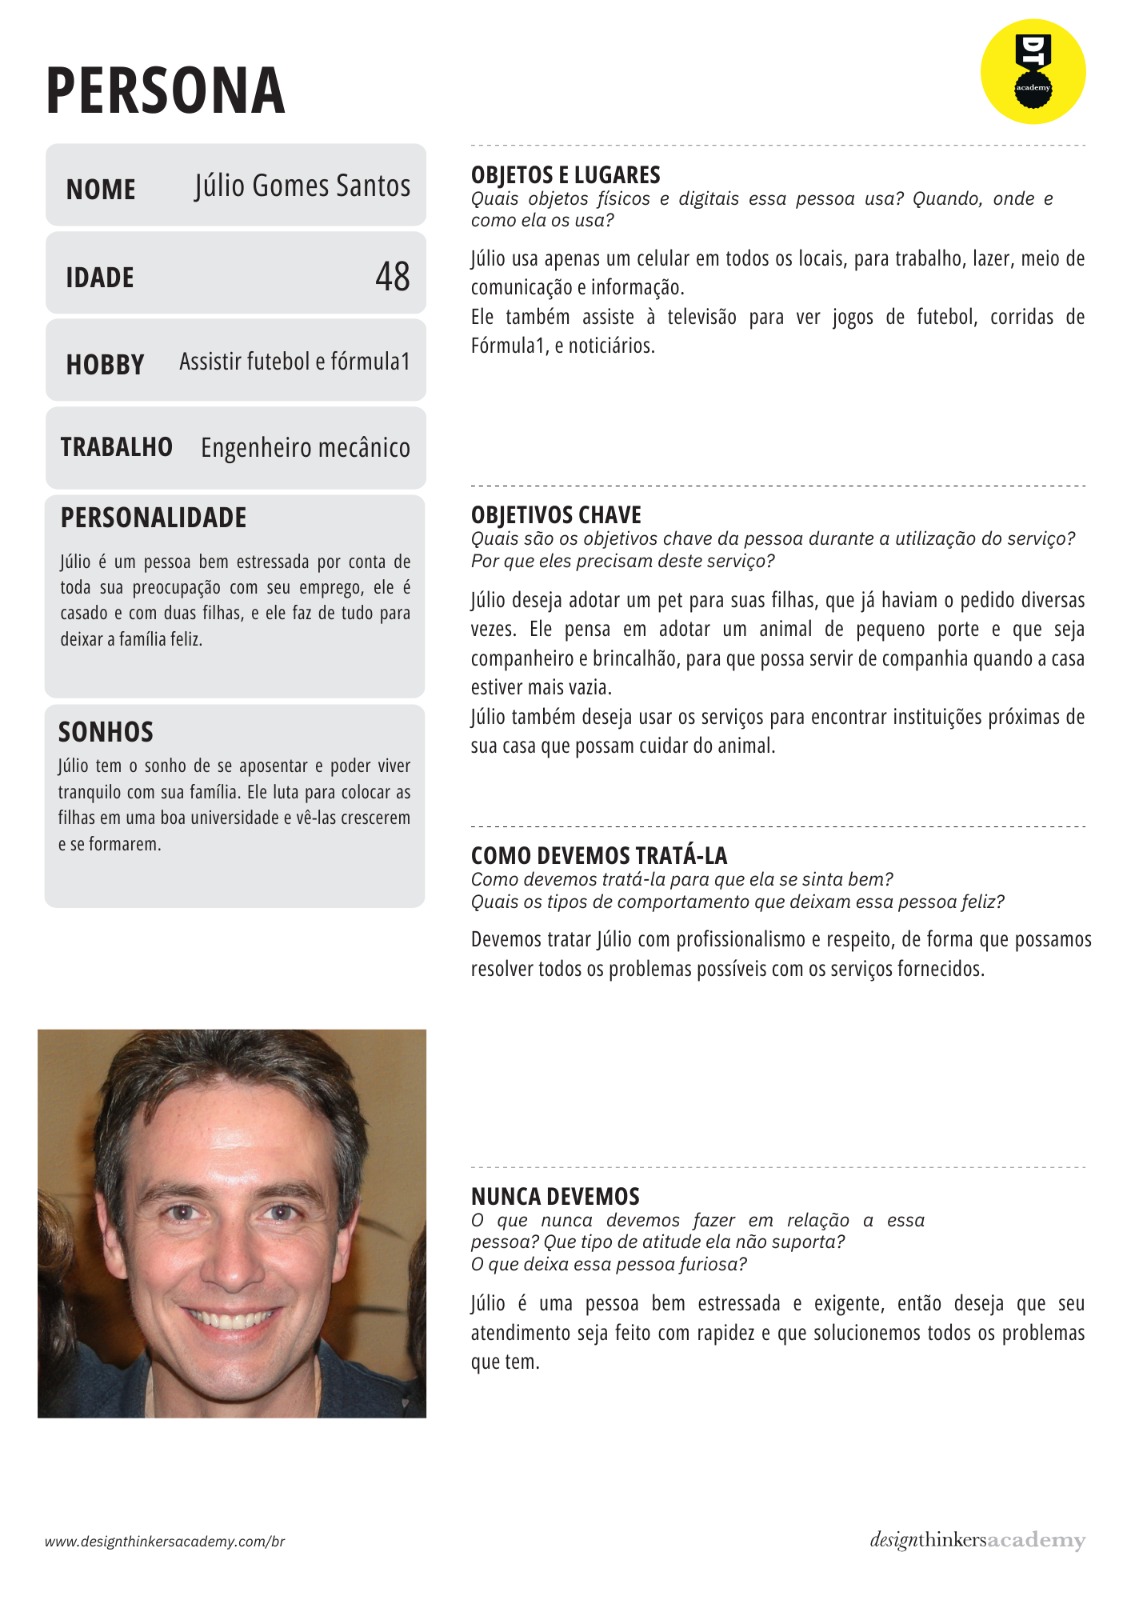 PERSONA
DT
academy
NOME Júlio Gomes Santos
IDADE 48
HOBBY Assistir futebol e fórmula1
TRABALHO Engenheiro mecânico
PERSONALIDADE
Júlio é um pessoa bem estressada por conta de
toda sua preocupação com seu emprego, ele é
casado e com duas filhas, e ele faz de tudo para
deixar a família feliz.
SONHOS
Júlio tem o sonho de se aposentar e poder viver
tranquilo com sua família. Ele luta para colocar as
filhas em uma boa universidade e vê-las crescerem
e se formarem.
OBJETOS E LUGARES
Quais objetos físicos e digitais essa pessoa usa? Quando, onde e
como ela os usa?
Júlio usa apenas um celular em todos os locais, para trabalho, lazer, meio de
comunicação e informação.
Ele também assiste à televisão para ver jogos de futebol, corridas de
Fórmula1, e noticiários.
OBJETIVOS CHAVE
Quais são os objetivos chave da pessoa durante a utilização do serviço?
Por que eles precisam deste serviço?
Júlio deseja adotar um pet para suas filhas, que já haviam o pedido diversas
vezes. Ele pensa em adotar um animal de pequeno porte e que seja
companheiro e brincalhão, para que possa servir de companhia quando a casa
estiver mais vazia.
Júlio também deseja usar os serviços para encontrar instituições próximas de
sua casa que possam cuidar do animal.
COMO DEVEMOS TRATÁ-LA
Como devemos tratá-la para que ela se sinta bem?
Quais os tipos de comportamento que deixam essa pessoa feliz?
Devemos tratar Júlio com profissionalismo e respeito, de forma que possamos
resolver todos os problemas possíveis com os serviços fornecidos.
NUNCA DEVEMOS
O que nunca devemos fazer em relação a essa
pessoa? Que tipo de atitude ela não suporta?
O que deixa essa pessoa furiosa?
Júlio é uma pessoa bem estressada e exigente, então deseja que seu
atendimento seja feito com rapidez e que solucionemos todos os problemas
que tem.
www.designthinkersacademy.com/br
designthinkersacademy